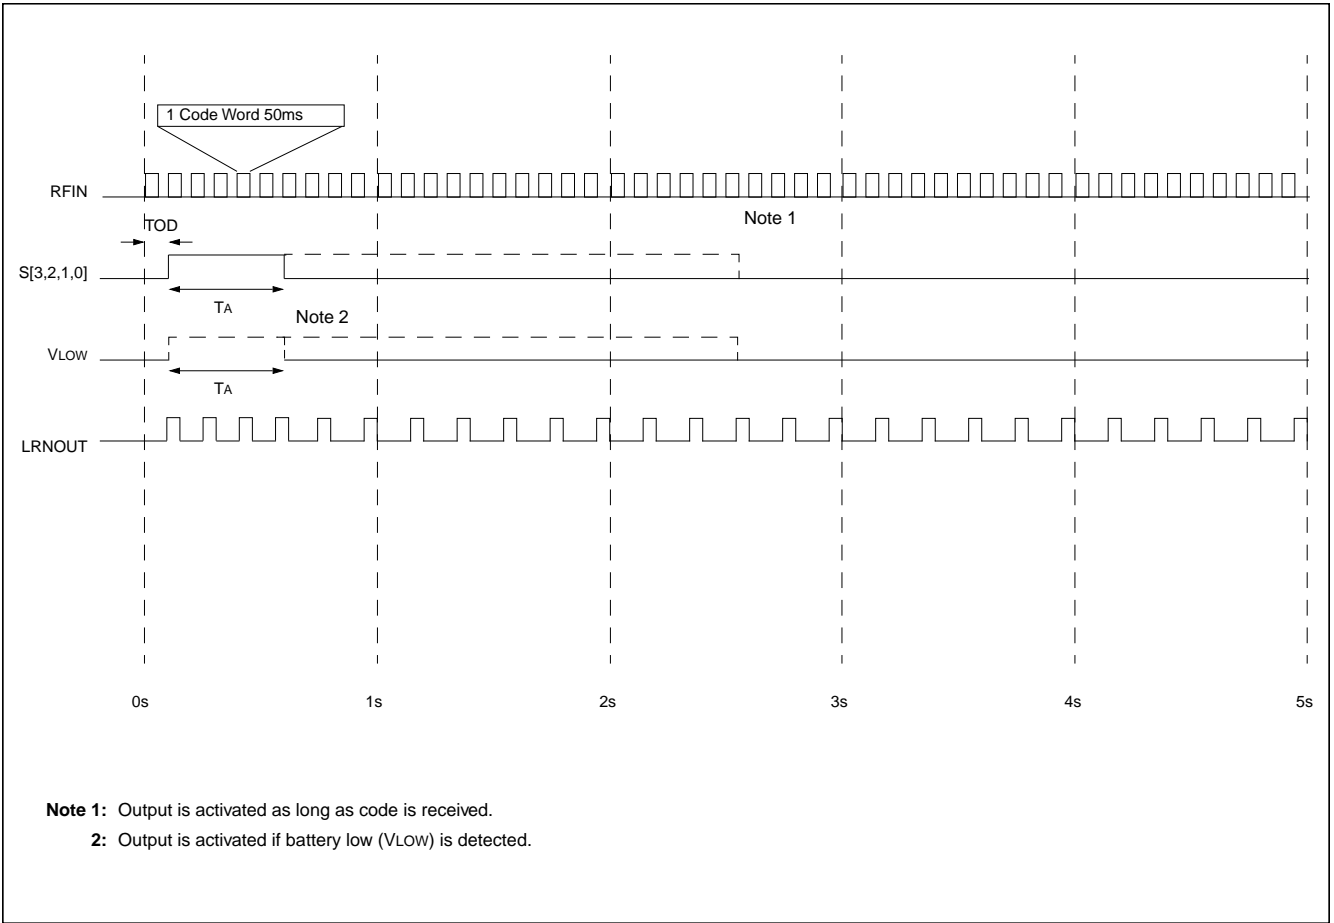 1 Code Word 50ms
RFIN
Note 1
TOD
S[3,2,1,0]
TA
Note 2
VLOW
TA
LRNOUT
0s 1s 2s 3s 4s 5s
Note 1: Output is activated as long as code is received.
2: Output is activated if battery low (VLOW) is detected.